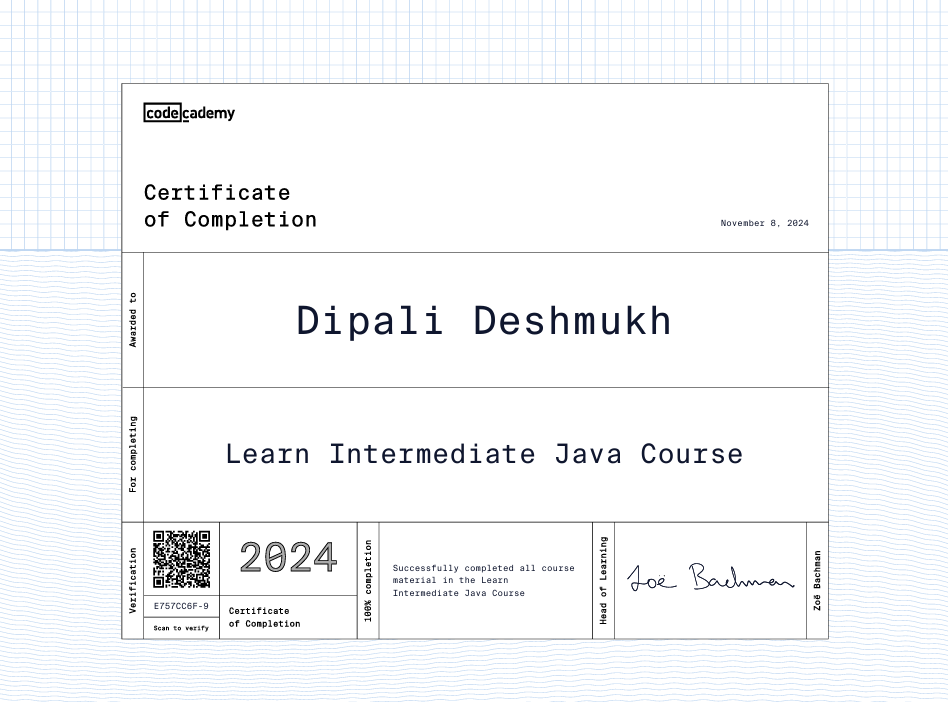 codecademy
Certificate
of Completion
November 8, 2024
Awarded to
Dipali Deshmukh
For completing
Learn Intermediate Java Course
Verification
E757CC6F-9
Scan to verify
2024
Certificate
of Completion
100% completion
Successfully completed all course
material in the Learn
Intermediate Java Course
Head of Learning
Zoë Bachman
Zoë Bachman